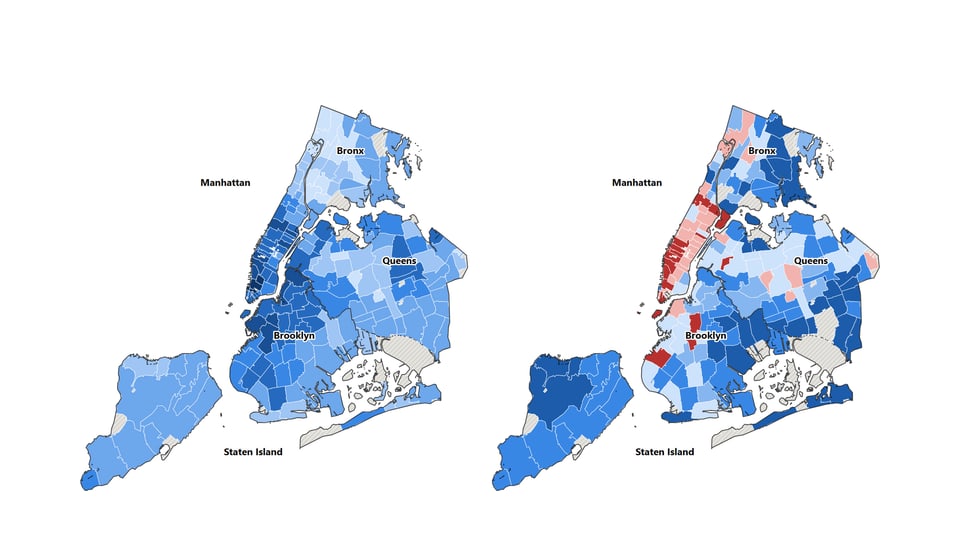 Bronx
Manhattan
Queens
Brooklyn
Staten Island
Bronx
Manhattan
Queens
Brooklyn
Staten Island